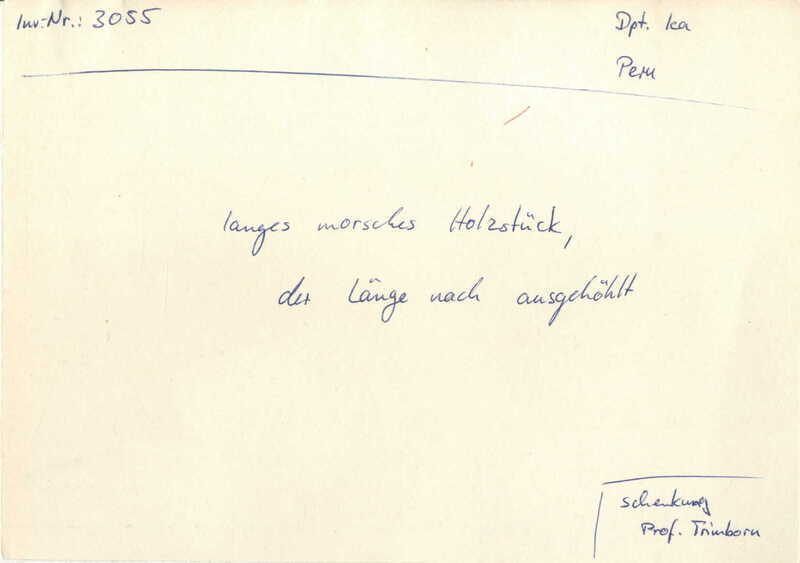 Inv.-Nr.: 3055
Dpt. Ica
Peru
langes morsches Holzstück,
der Länge nach ausgehöhlt
Schenkung
Prof. Trimborn